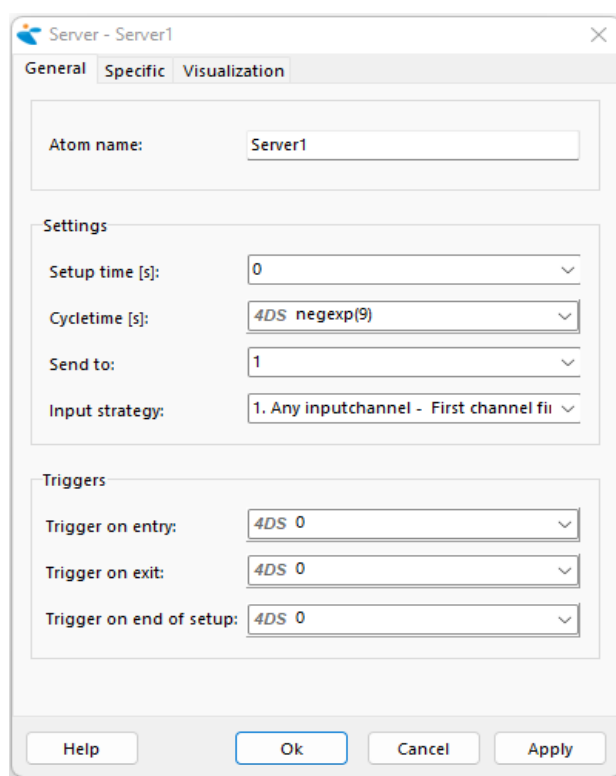 Server - Server1
General Specific Visualization
Atom name: Server1
Settings
Setup time [s]: 0
Cycletime [s]: 4DS negexp(9)
Send to: 1
Input strategy: 1. Any inputchannel - First channel fir
Triggers
Trigger on entry: 4DS 0
Trigger on exit: 4DS 0
Trigger on end of setup: 4DS 0
Help Ok Cancel Apply